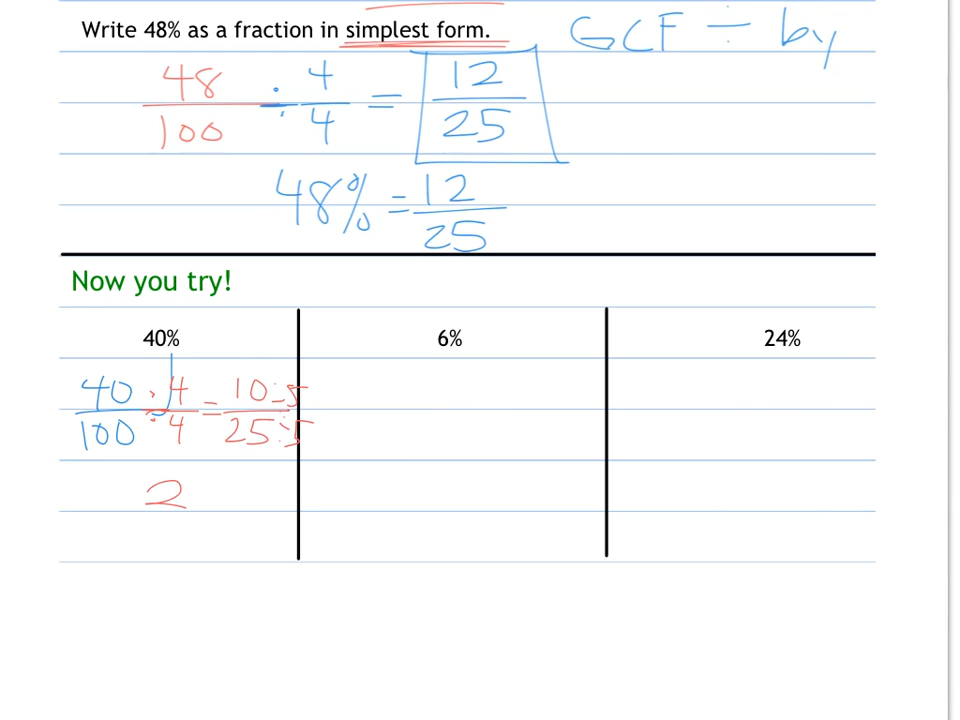 Write 48% as a fraction in simplest form. GCF ÷ by
48/100 ÷ 4/4 = 12/25
48% = 12/25
Now you try!
40% 6% 24%
40/100 ÷ 4/4 = 10÷5/25÷5
2